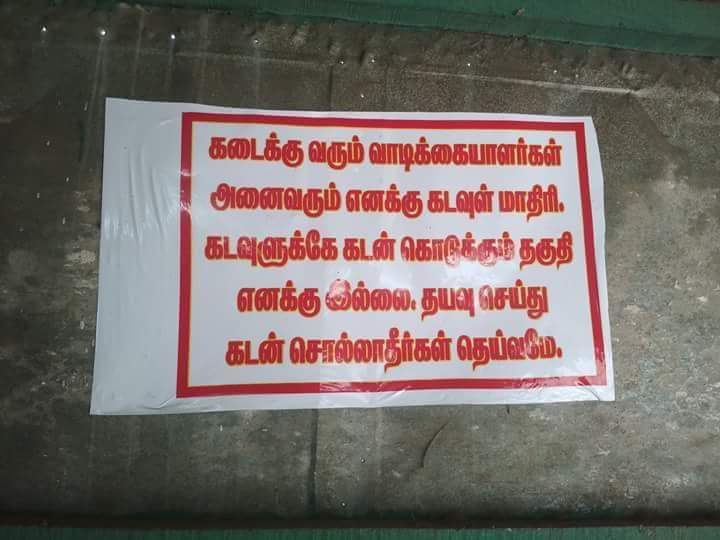 கடைக்கு வரும் வாடிக்கையாளர்கள்
அனைவரும் எனக்கு கடவுள் மாதிரி.
கடவுளுக்கே கடன் கொடுக்கும் தகுதி
எனக்கு இல்லை. தயவு செய்து
கடன் சொல்லாதீர்கள் தெய்வமே.